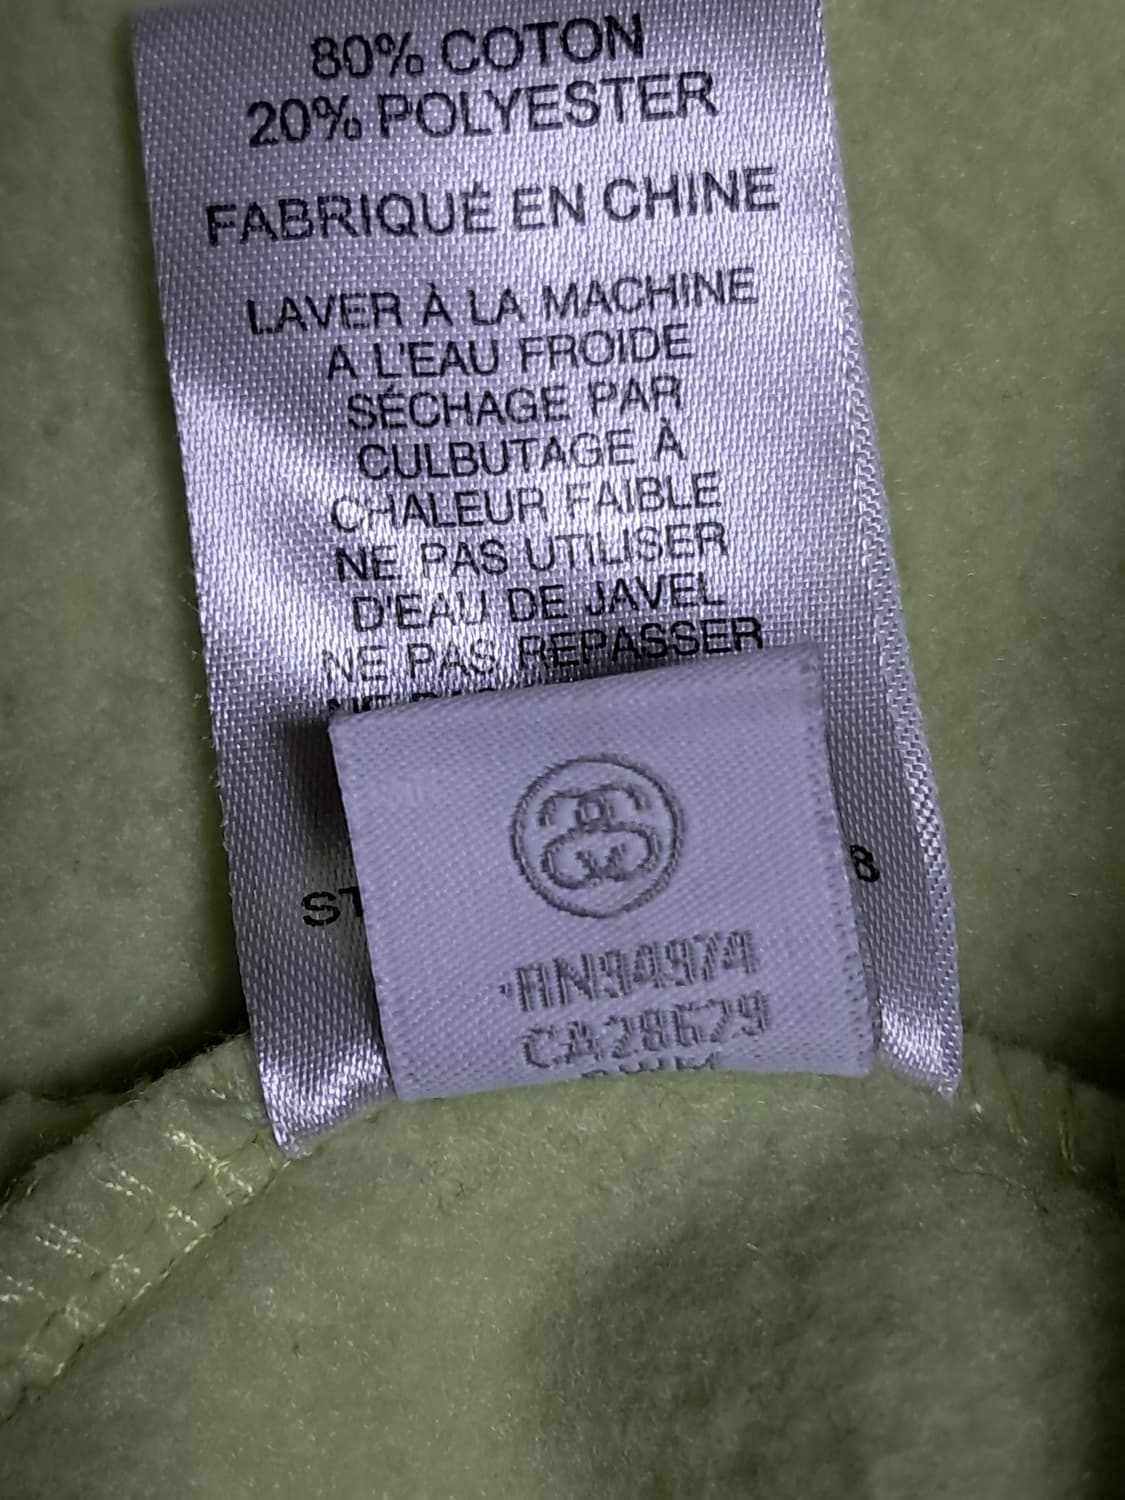 80% COTON
20% POLYESTER
FABRIQUÉ EN CHINE
LAVER À LA MACHINE
A L'EAU FROIDE
SÉCHAGE PAR
CULBUTAGE À
CHALEUR FAIBLE
NE PAS UTILISER
D'EAU DE JAVEL
NE PAS REPASSER
RN94974
CA28629